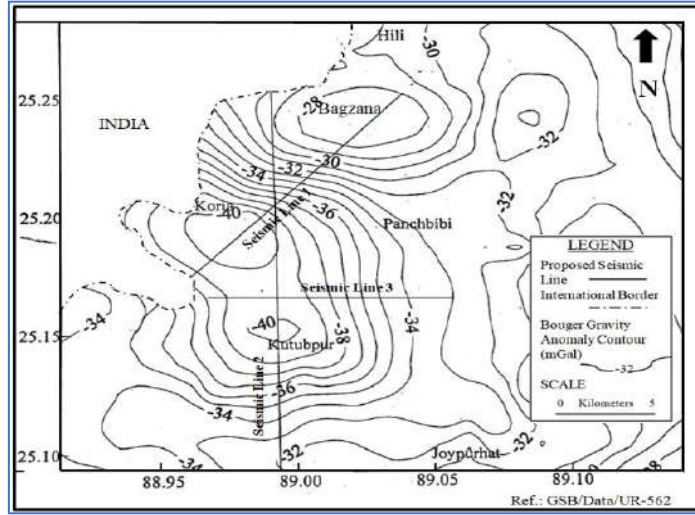 Hili
-30
N
25.25
-28
Bagzana
INDIA
-32
-34 -32 -30
-32
25.20
Koria
-40
Seismic Line 1
-36
Panchbibi
LEGEND
Proposed Seismic
Line
International Border
Bouger Gravity
Anomaly Contour
(mGal)
-32
SCALE
0 Kilometers 5
Seismic Line 3
-34
25.15
-40
-38
-34
Kutubpur
Seismic Line 2
-36
-34
-32
25.10
-34
-32
Joypurhat
-28
88.95 89.00 89.05 89.10
Ref.: GSB/Data/UR-562